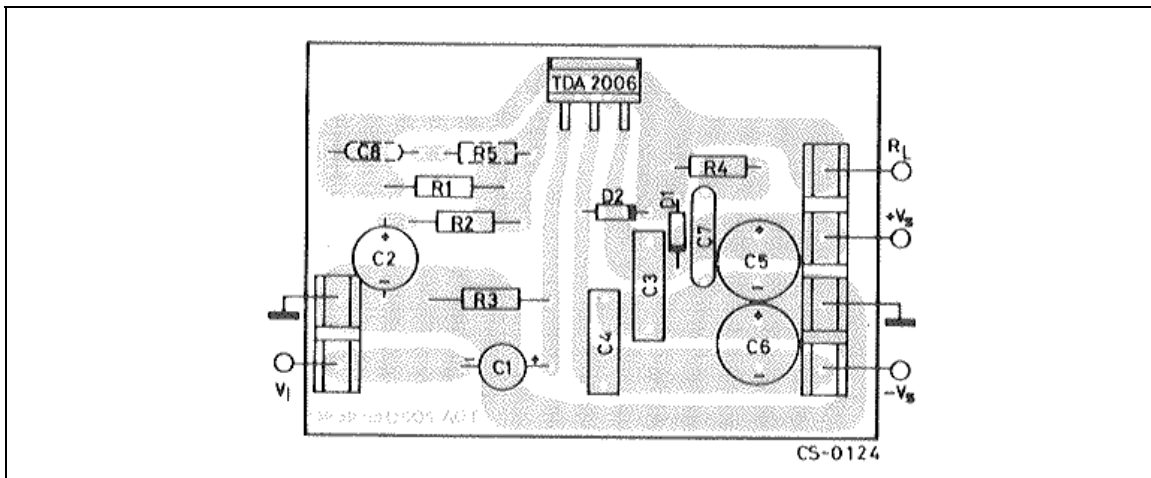 TDA 2006
C8 R5 R4 RL
R1
D2 D1 C7 +Vs
R2
C2 C3 C5
R3
C4 C6
C1
VI -Vs
CS-0124